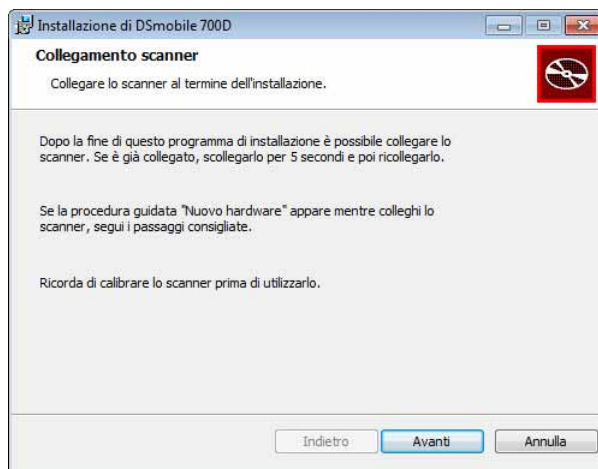 Installazione di DSmobile 700D
Collegamento scanner
Collegare lo scanner al termine dell'installazione.
Dopo la fine di questo programma di installazione è possibile collegare lo
scanner. Se è già collegato, scollegarlo per 5 secondi e poi ricollegarlo.
Se la procedura guidata "Nuovo hardware" appare mentre colleghi lo
scanner, segui i passaggi consigliate.
Ricorda di calibrare lo scanner prima di utilizzarlo.
Indietro
Avanti
Annulla